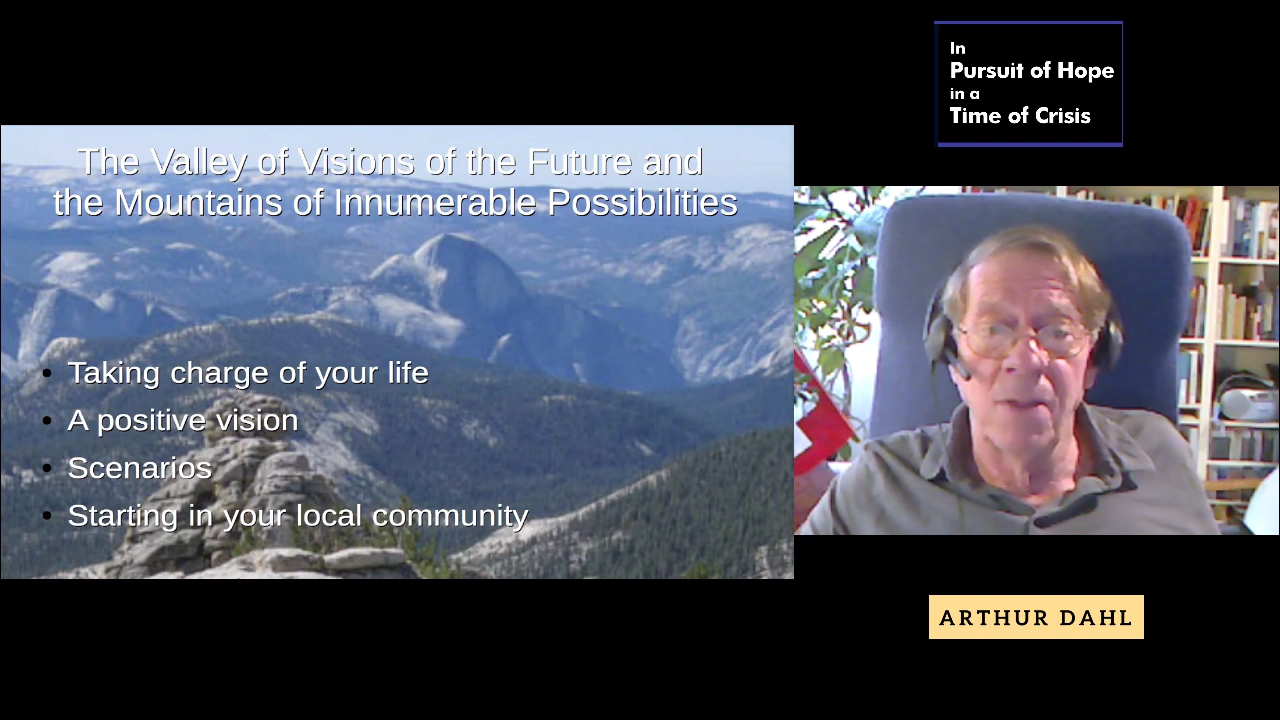 The Valley of Visions of the Future and
the Mountains of Innumerable Possibilities
• Taking charge of your life
• A positive vision
• Scenarios
• Starting in your local community
In
Pursuit of Hope
in a
Time of Crisis
ARTHUR DAHL